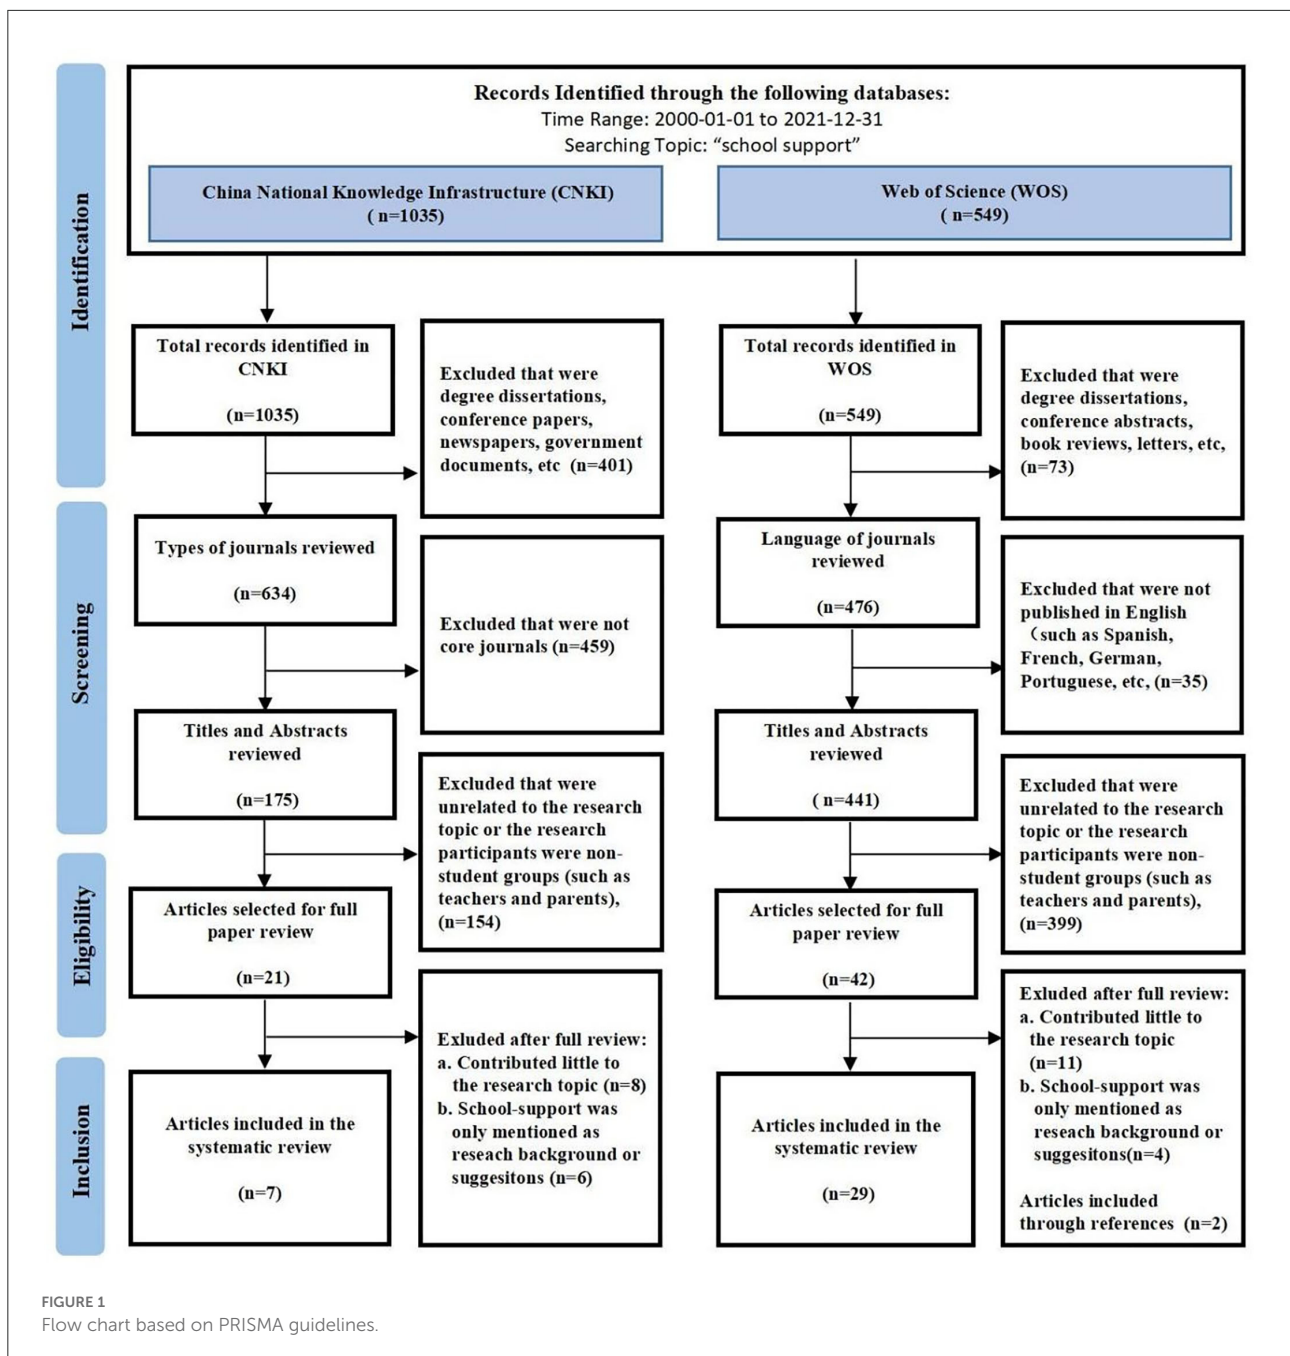 Identification
Records Identified through the following databases:
Time Range: 2000-01-01 to 2021-12-31
Searching Topic: “school support”
China National Knowledge Infrastructure (CNKI)
( n=1035)
Web of Science (WOS)
( n=549)
Total records identified in
CNKI
(n=1035)
Excluded that were
degree dissertations,
conference papers,
newspapers, government
documents, etc (n=401)
Total records identified in
WOS
(n=549)
Excluded that were
degree dissertations,
conference abstracts,
book reviews, letters, etc,
(n=73)
Screening
Types of journals reviewed
(n=634)
Excluded that were not
core journals (n=459)
Language of journals
reviewed
(n=476)
Excluded that were not
published in English
（such as Spanish,
French, German,
Portuguese, etc, (n=35)
Titles and Abstracts
reviewed
(n=175)
Excluded that were
unrelated to the research
topic or the research
participants were non-
student groups (such as
teachers and parents),
(n=154)
Titles and Abstracts
reviewed
( n=441)
Excluded that were
unrelated to the research
topic or the research
participants were non-
student groups (such as
teachers and parents),
(n=399)
Eligibility
Articles selected for full
paper review
(n=21)
Exluded after full review:
a. Contributed little to
the research topic (n=8)
b. School-support was
only mentioned as
reseach background or
suggesitons (n=6)
Articles selected for full
paper review
(n=42)
Exluded after full review:
a. Contributed little to
the research topic
(n=11)
b. School-support was
only mentioned as
reseach background or
suggesitons(n=4)
Articles included
through references (n=2)
Inclusion
Articles included in the
systematic review
(n=7)
Articles included in the
systematic review
(n=29)
FIGURE 1
Flow chart based on PRISMA guidelines.